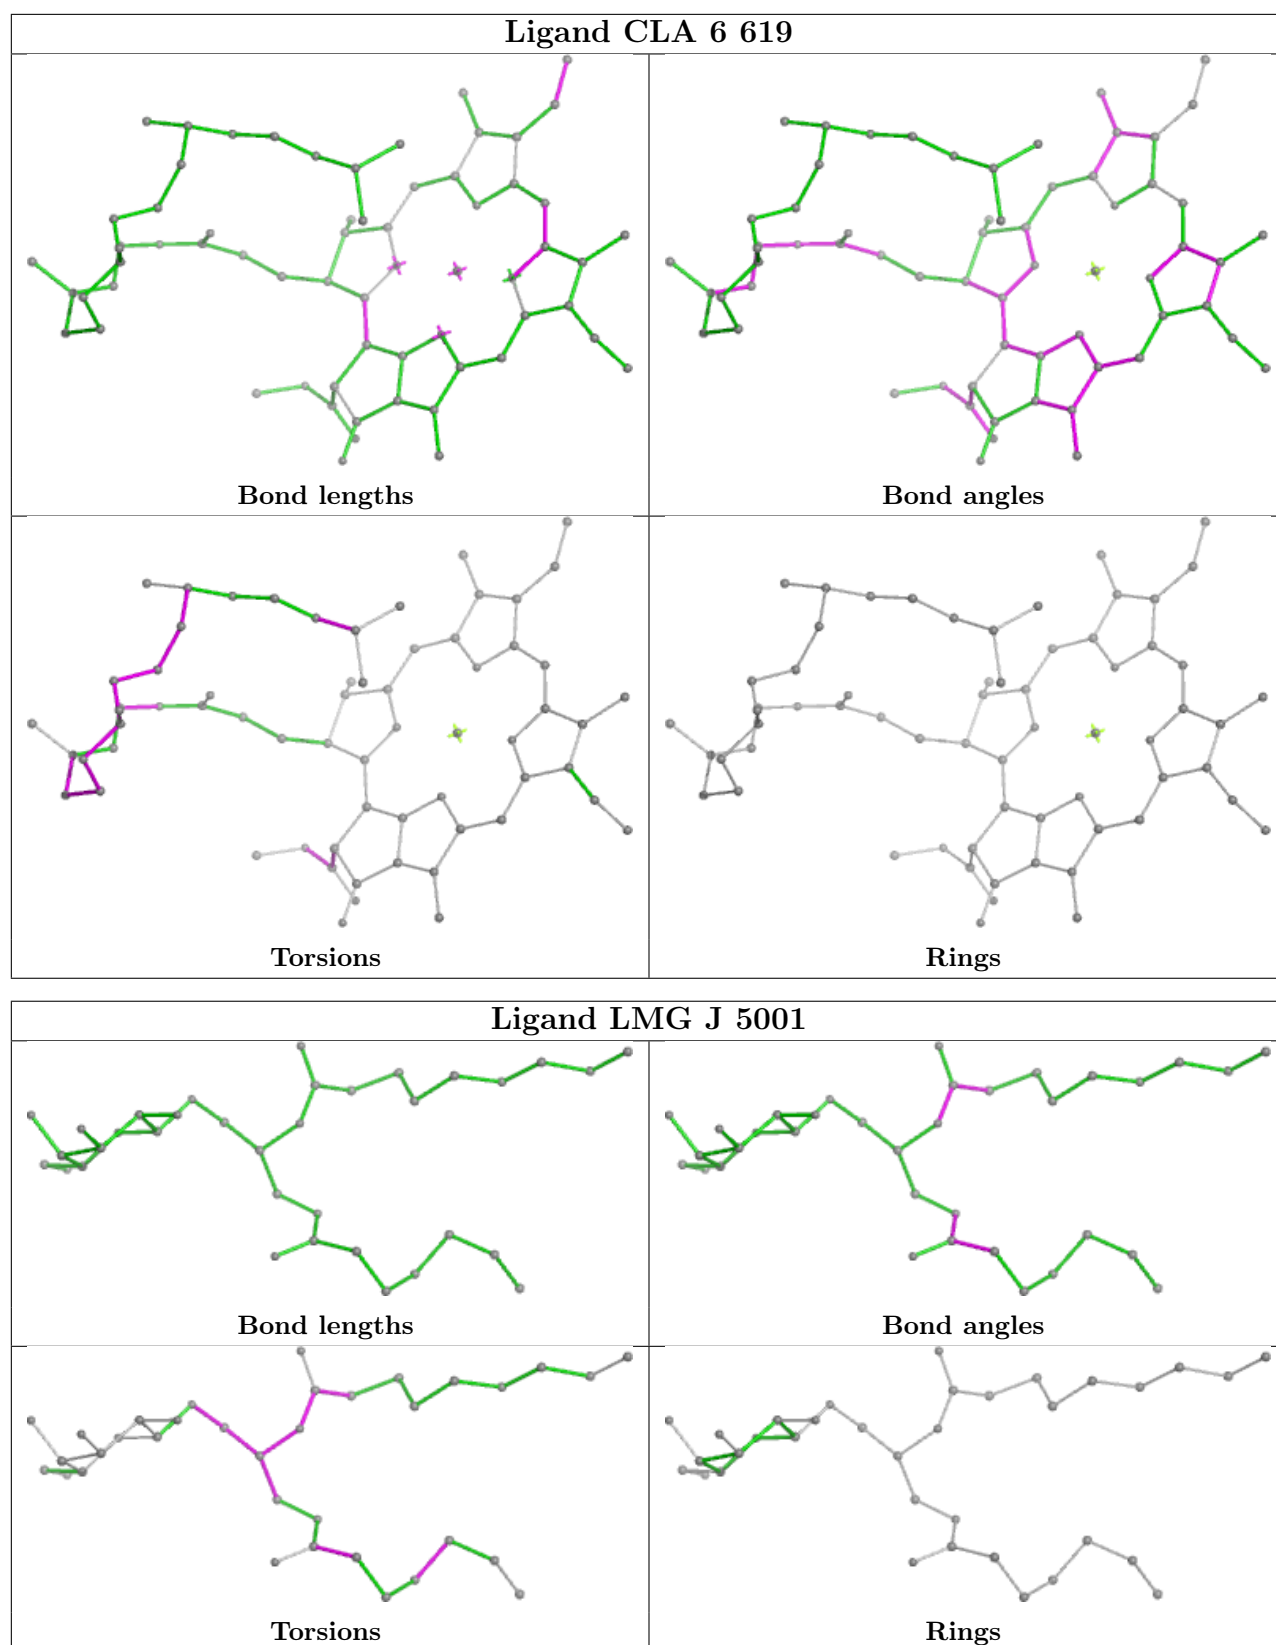 Ligand CLA 6 619
Bond lengths
Bond angles
Torsions
Rings
Ligand LMG J 5001
Bond lengths
Bond angles
Torsions
Rings